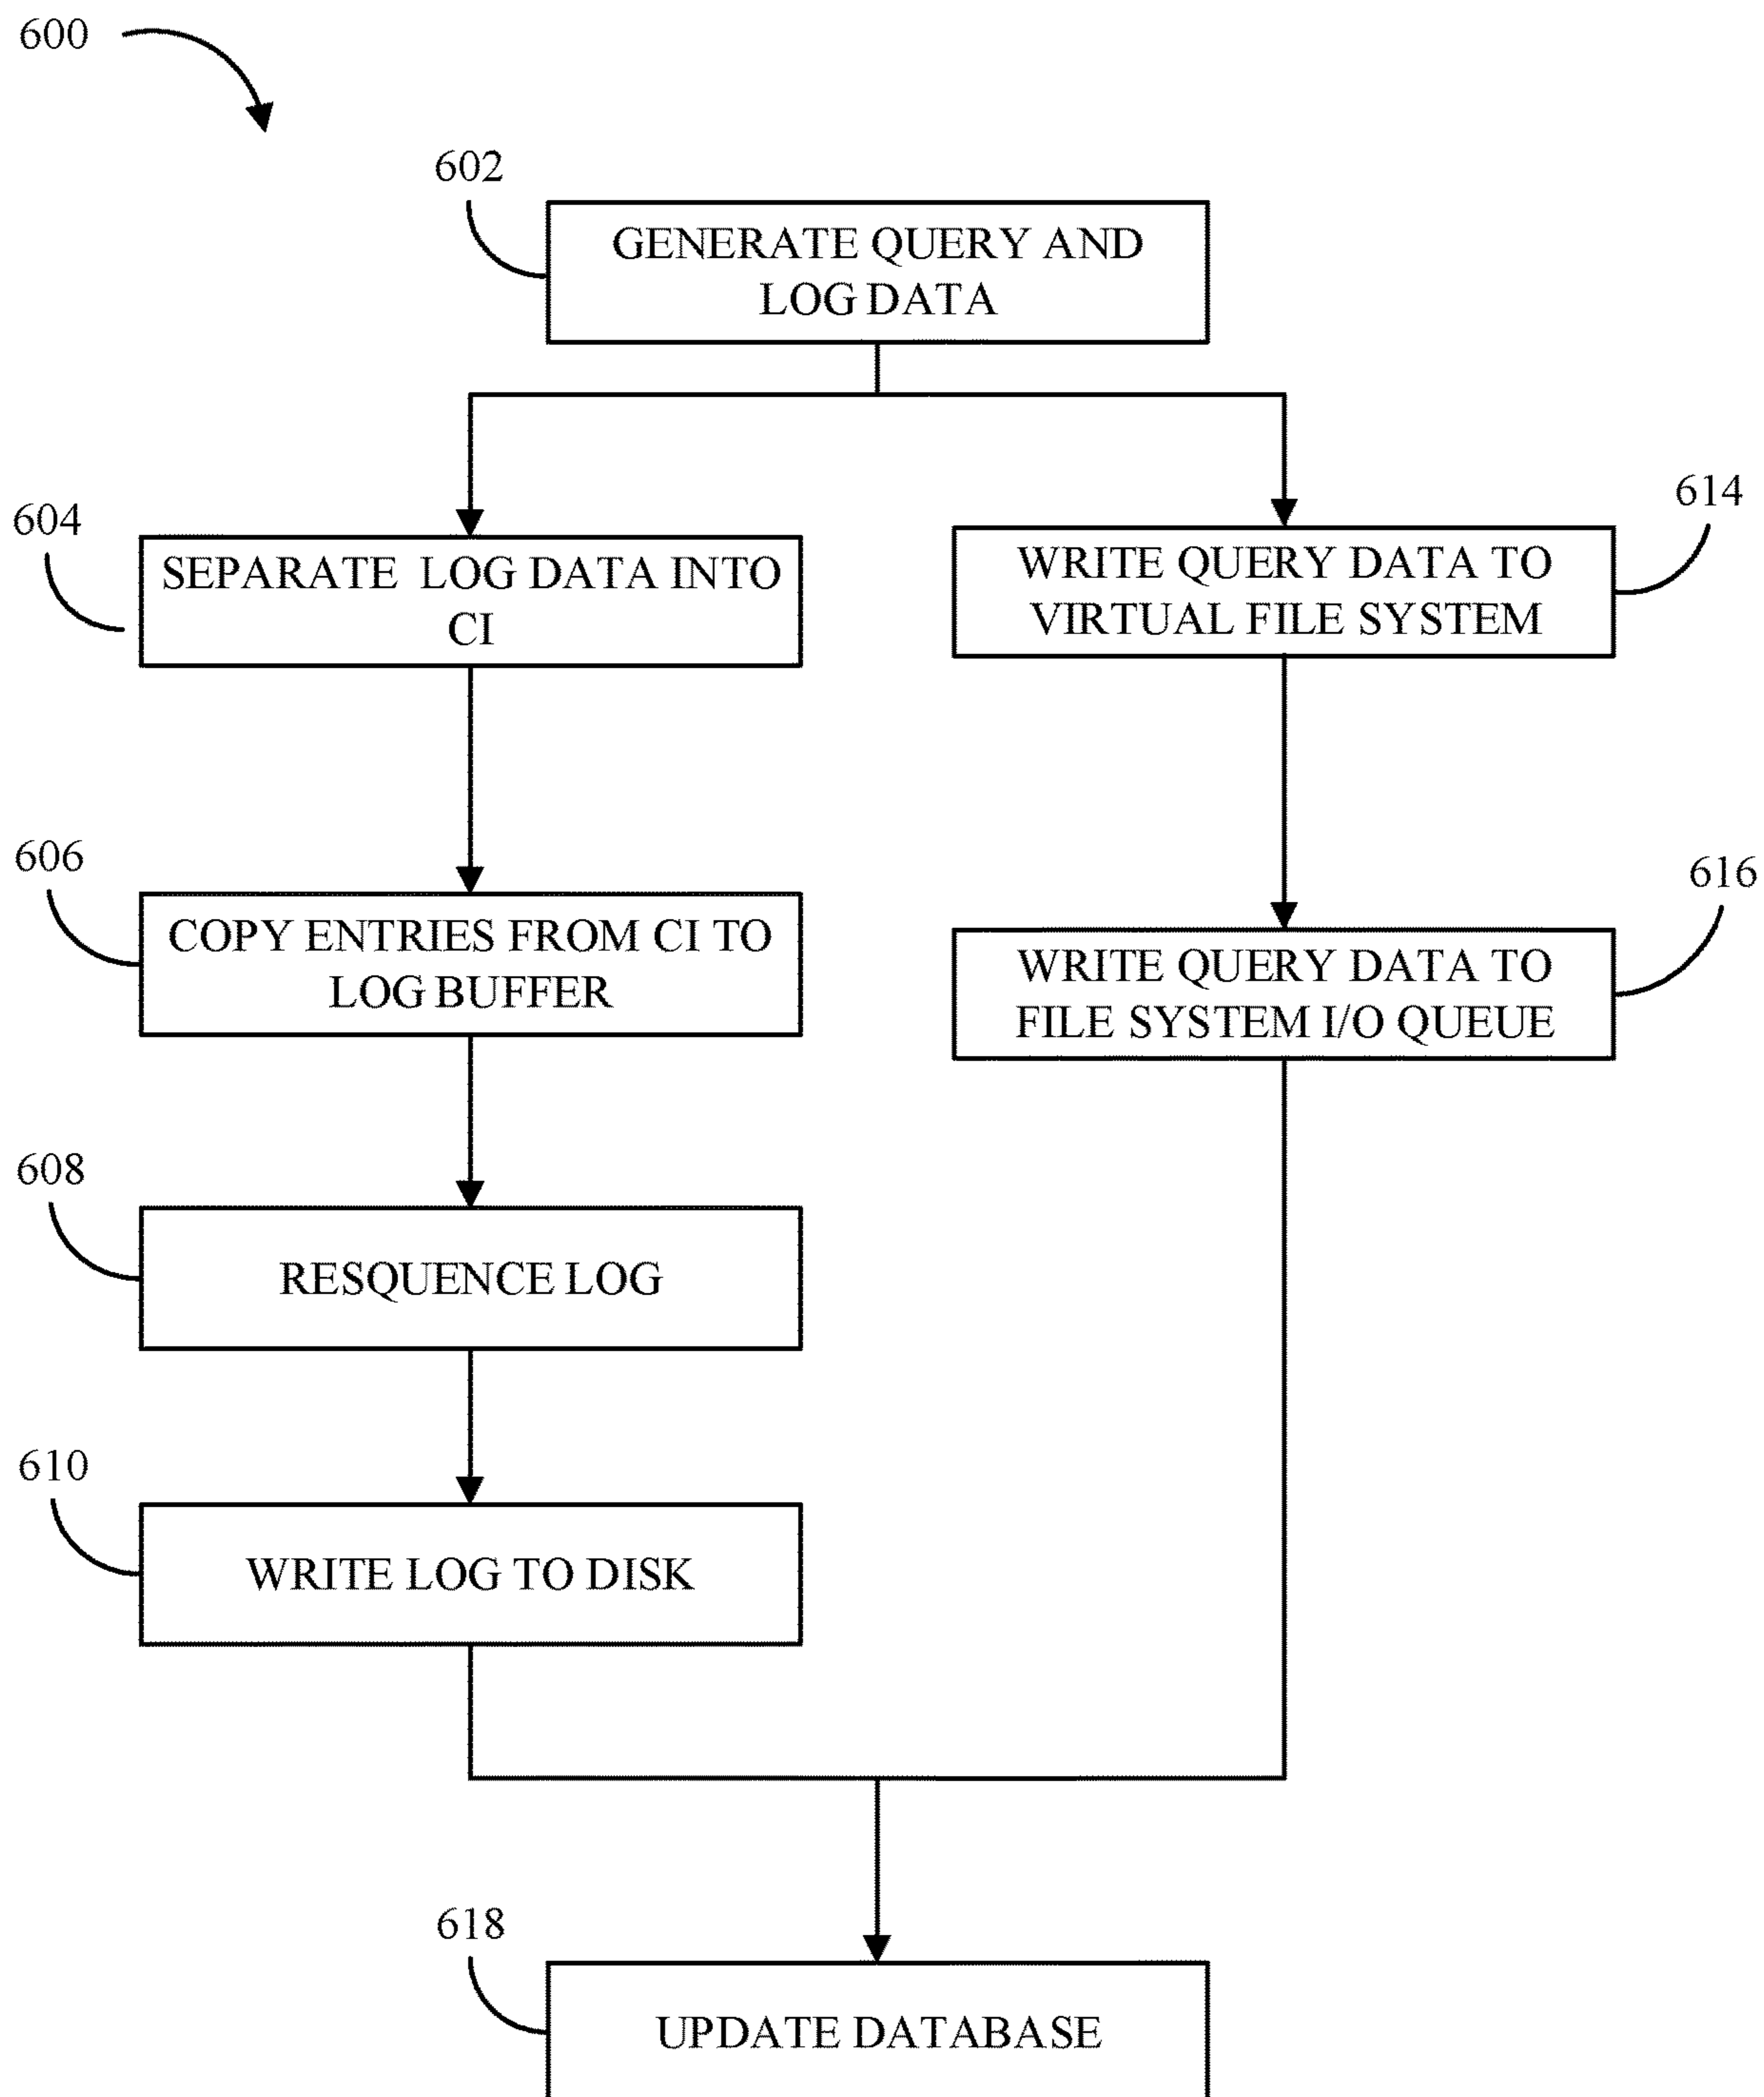 600
602
GENERATE QUERY AND
LOG DATA
604
SEPARATE LOG DATA INTO
CI
614
WRITE QUERY DATA TO
VIRTUAL FILE SYSTEM
606
COPY ENTRIES FROM CI TO
LOG BUFFER
616
WRITE QUERY DATA TO
FILE SYSTEM I/O QUEUE
608
RESQUENCE LOG
610
WRITE LOG TO DISK
618
UPDATE DATABASE